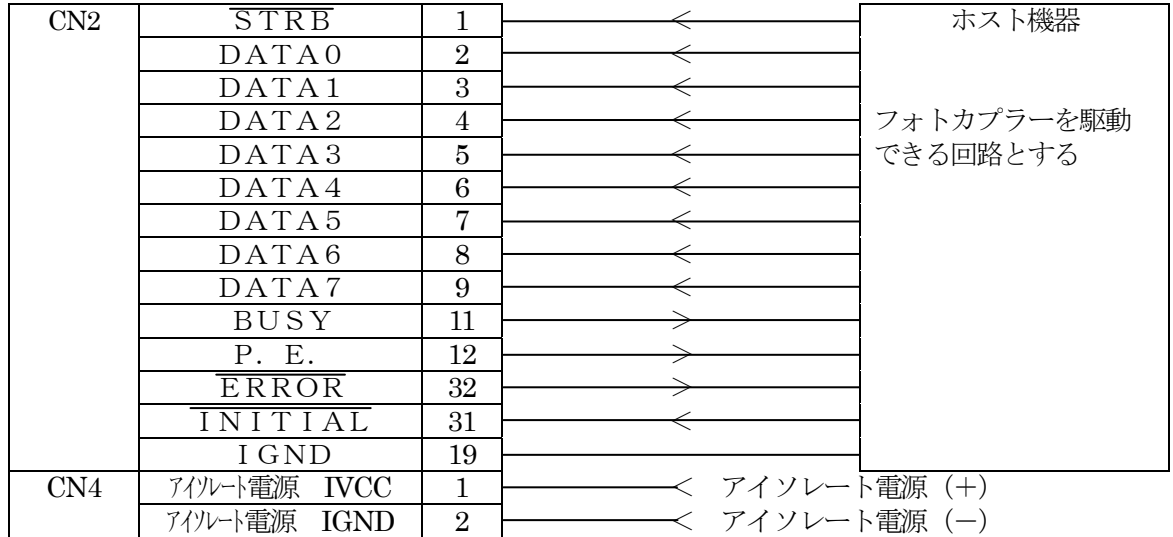 CN2 S̅T̅R̅B̅ 1 ホスト機器
DATA0 2
DATA1 3
DATA2 4 フォトカプラーを駆動
DATA3 5 できる回路とする
DATA4 6
DATA5 7
DATA6 8
DATA7 9
BUSY 11
P. E. 12
E̅R̅R̅O̅R̅ 32
I̅N̅I̅T̅I̅A̅L̅ 31
IGND 19
CN4 アイソレート電源 IVCC 1 アイソレート電源（＋）
アイソレート電源 IGND 2 アイソレート電源（－）